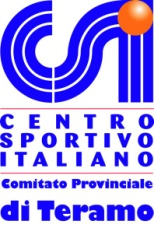 CSI
CENTRO
SPORTIVO
ITALIANO
Comitato Provinciale
di Teramo